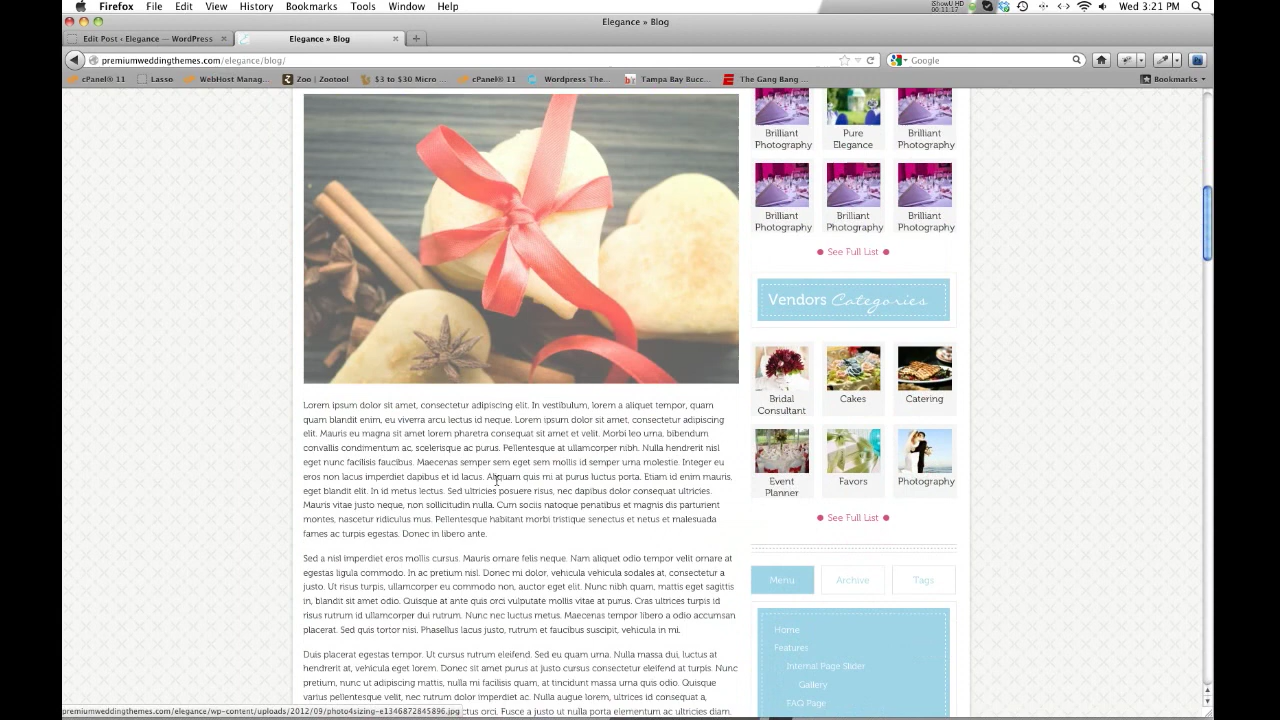 Firefox File Edit View History Bookmarks Tools Window Help
iShowU HD
00:11:17
Wed 3:21 PM
Elegance » Blog
Edit Post ‹ Elegance — WordPress
Elegance » Blog
premiumweddingthemes.com/elegance/blog/
Google
cPanel® 11 Lasso WebHost Manag... Zoo | Zootool $3 to $30 Micro ... cPanel® 11 Wordpress The... Tampa Bay Bucc... The Gang Bang ... Bookmarks
Brilliant Photography
Pure Elegance
Brilliant Photography
Brilliant Photography
Brilliant Photography
Brilliant Photography
See Full List
Vendors Categories
Bridal Consultant
Cakes
Catering
Event Planner
Favors
Photography
See Full List
Menu
Archive
Tags
Home
Features
Internal Page Slider
Gallery
FAQ Page
Lorem ipsum dolor sit amet, consectetur adipiscing elit. In vestibulum, lorem a aliquet tempor, quam
quam blandit enim, eu viverra arcu lectus id neque. Lorem ipsum dolor sit amet, consectetur adipiscing
elit. Mauris eu magna sit amet lorem pharetra consequat sit amet et velit. Morbi leo urna, bibendum
convallis condimentum ac, scelerisque ac purus. Pellentesque at ullamcorper nibh. Nulla hendrerit nisl
eget nunc facilisis faucibus. Maecenas semper sem eget sem mollis id semper urna molestie. Integer eu
eros non lacus imperdiet dapibus et id lacus. Aliquam quis mi at purus luctus porta. Etiam id enim mauris,
eget blandit elit. In id metus lectus. Sed ultricies posuere risus, nec dapibus dolor consequat ultricies.
Mauris vitae justo neque, non sollicitudin nulla. Cum sociis natoque penatibus et magnis dis parturient
montes, nascetur ridiculus mus. Pellentesque habitant morbi tristique senectus et netus et malesuada
fames ac turpis egestas. Donec in libero ante.
Sed a nisl imperdiet eros mollis cursus. Mauris ornare felis neque. Nam aliquet odio tempor velit ornare at
egestas ligula commodo. In ac pretium nisl. Donec mi dolor, vehicula vehicula sodales at, consectetur a
justo. Ut risus turpis, ullamcorper eu commodo non, auctor eget elit. Nunc nibh quam, mattis eget sagittis
in, blandit sit amet odio. Quisque at ante quis orci vulputate mollis vitae at purus. Cras ultrices turpis id
risus rutrum id ullamcorper dui rutrum. Nunc nec luctus metus. Maecenas tempor libero a odio accumsan
placerat. Sed quis tortor nisi. Phasellus lacus justo, rutrum et faucibus suscipit, vehicula in mi.
Duis placerat egestas tempor. Ut cursus rutrum eleifend. Sed eu quam urna. Nulla massa dui, luctus at
hendrerit at, vehicula eget lorem. Donec sit amet purus at justo cursus consectetur eleifend at turpis. Nunc
pretium, nunc ut adipiscing mattis, nulla mi facilisis quam, at tincidunt massa urna quis odio. Quisque
varius pellentesque velit, nec rutrum dolor imperdiet ac. Nulla augue lorem, ultrices id consequat a,
ctus orci. Fusce a justo ut nulla porta elementum ac ultricies diam.
premiumweddingthemes.com/elegance/wp-content/uploads/2012/09/photo4sizing-e1346872845896.jpg